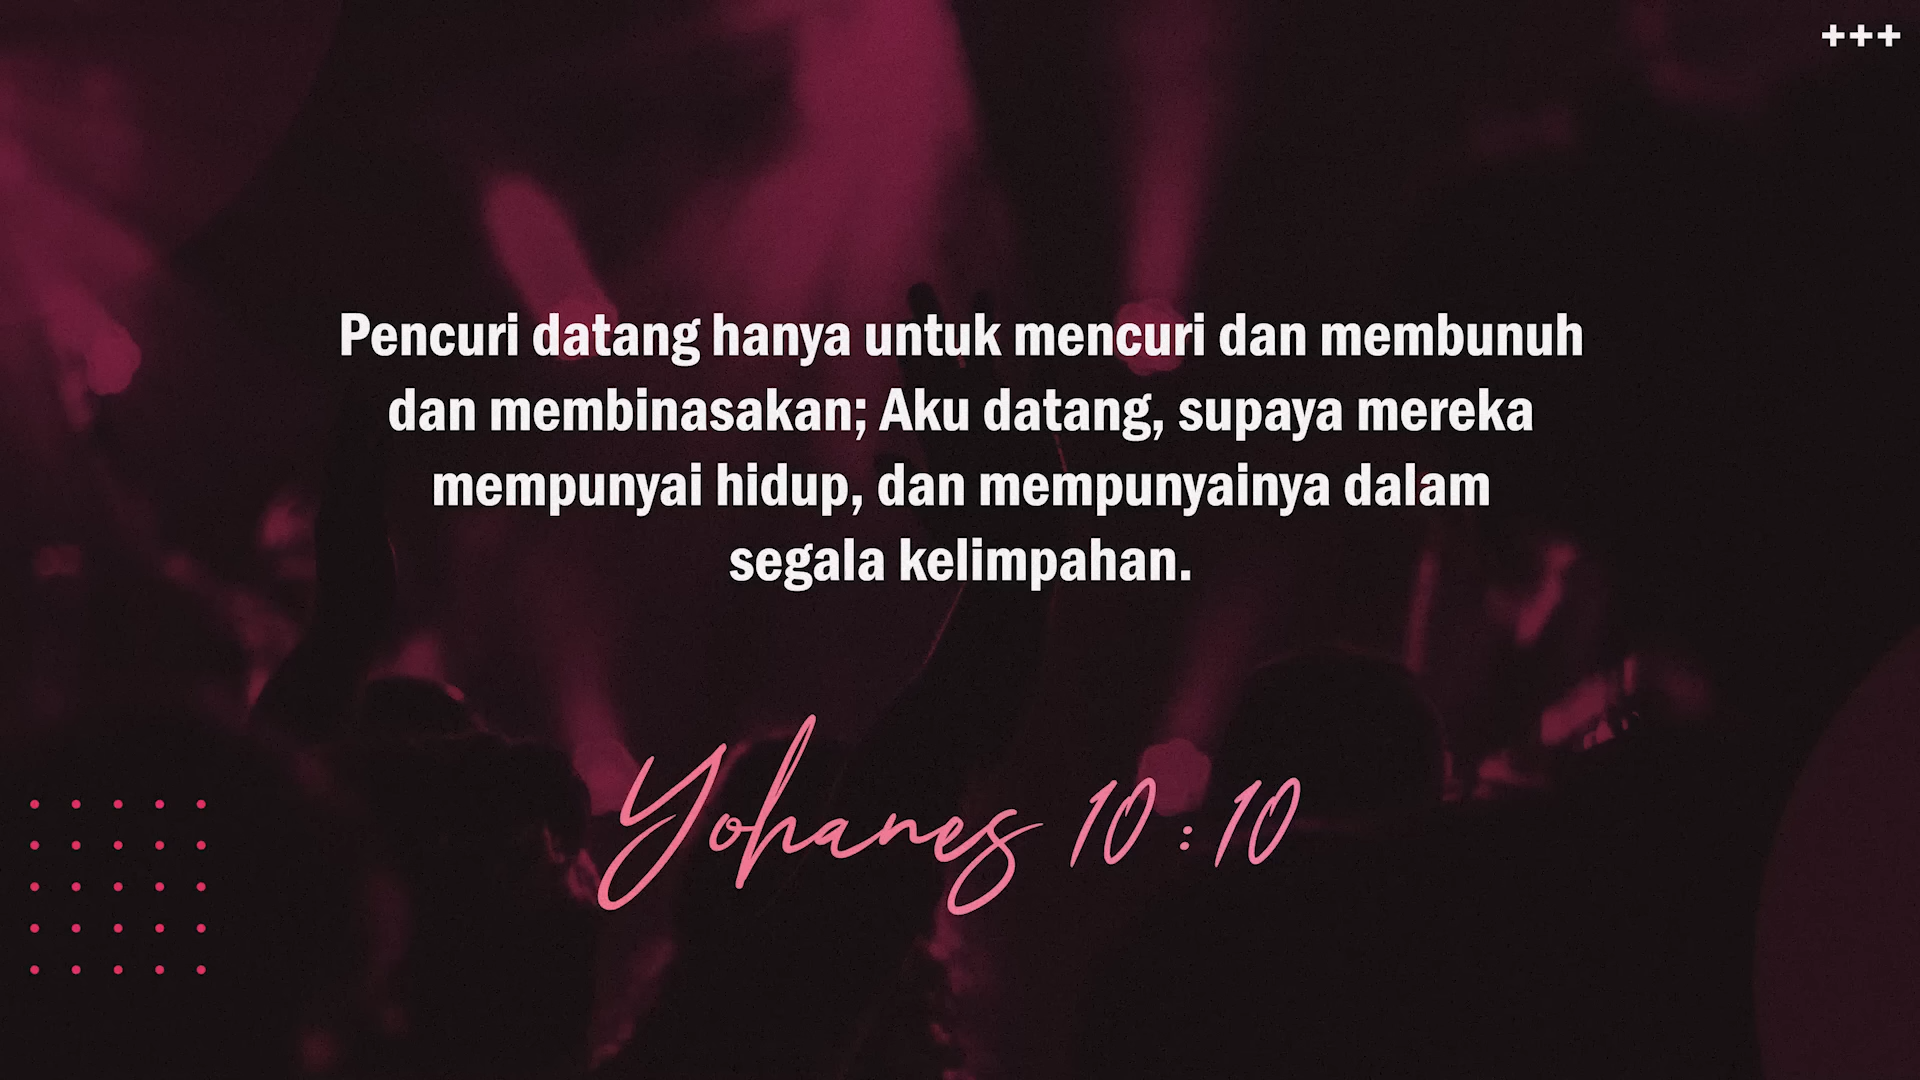 +++
Pencuri datang hanya untuk mencuri dan membunuh
dan membinasakan; Aku datang, supaya mereka
mempunyai hidup, dan mempunyainya dalam
segala kelimpahan.
Yohanes 10 : 10